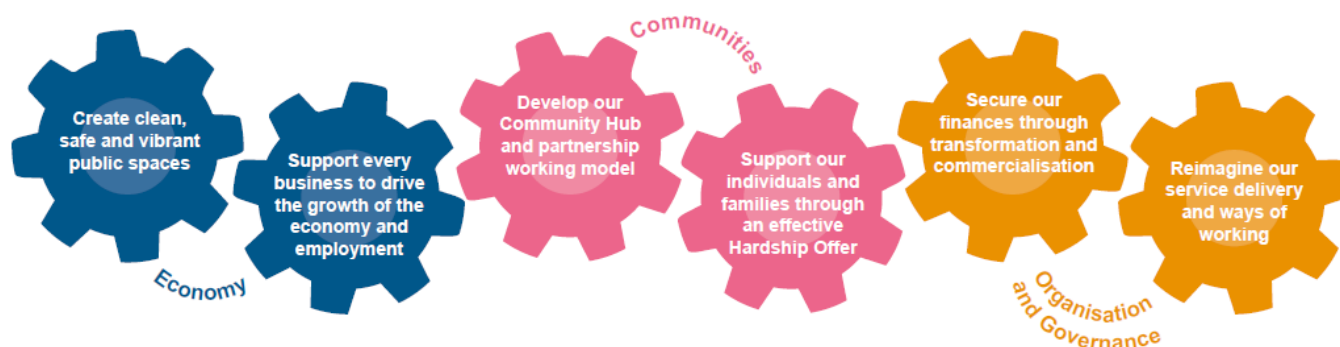 Create clean,
safe and vibrant
public spaces
Support every
business to drive
the growth of the
economy and
employment
Economy
Communities
Develop our
Community Hub
and partnership
working model
Support our
individuals and
families through
an effective
Hardship Offer
Secure our
finances through
transformation and
commercialisation
Reimagine our
service delivery
and ways of
working
Organisation
and Governance